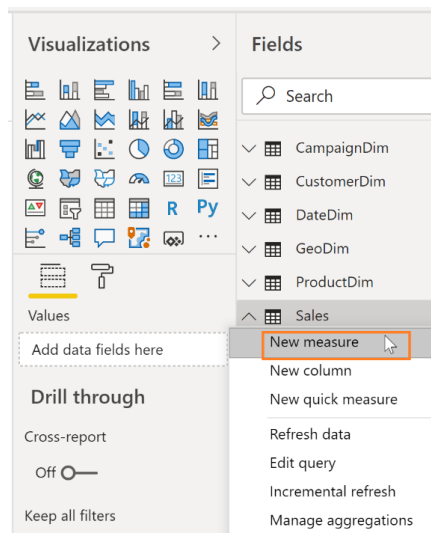 Visualizations
Fields
Search
123
R
Py
...
CampaignDim
CustomerDim
DateDim
GeoDim
ProductDim
Sales
Values
Add data fields here
Drill through
Cross-report
Off
Keep all filters
New measure
New column
New quick measure
Refresh data
Edit query
Incremental refresh
Manage aggregations